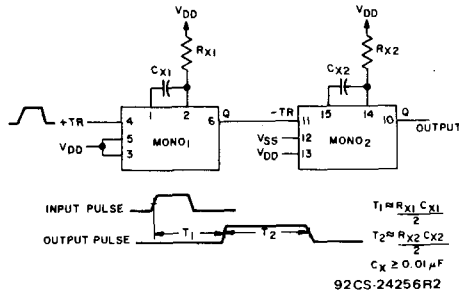 VDD
VDD
RX1
RX2
CX1
CX2
1
2
15
14
+TR
4
6
Q
-TR
11
10
Q
OUTPUT
VDD
5
3
MONO1
VSS
12
VDD
13
MONO2
INPUT PULSE
OUTPUT PULSE
T1
T2
T1 ≈ RX1 CX1
2
T2 ≈ RX2 CX2
2
CX ≥ 0.01 µF
92CS-24256R2